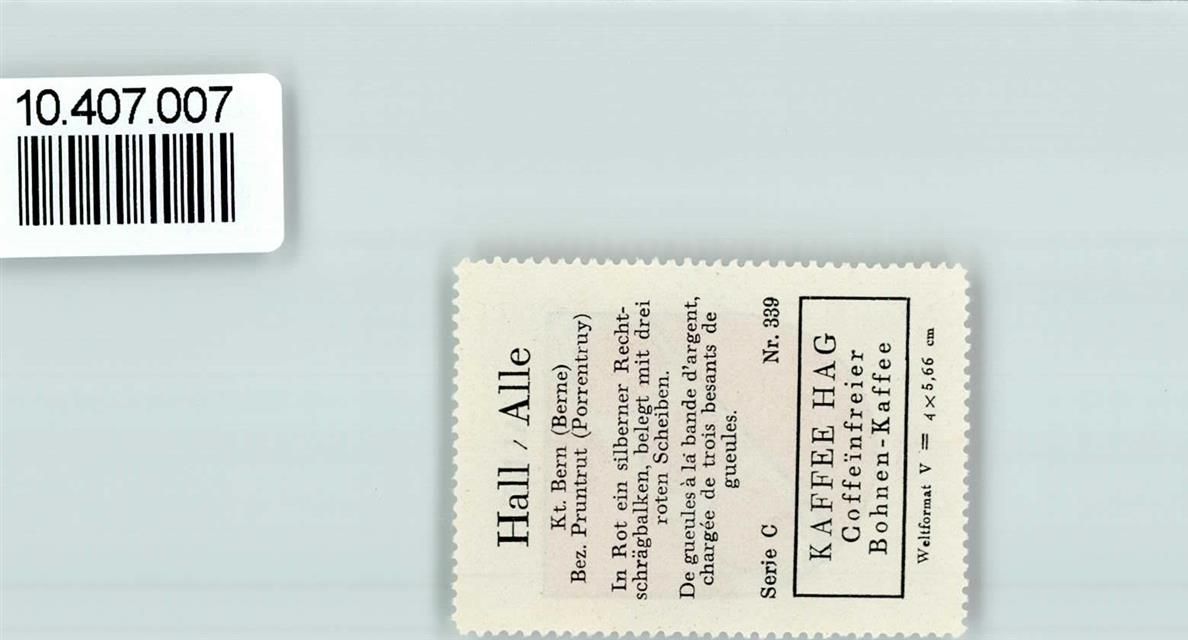 10.407.007
Hall / Alle
Kt. Bern (Berne)
Bez. Pruntrut (Porrentruy)
In Rot ein silberner Recht-
schrägbalken, belegt mit drei
roten Scheiben.
De gueules à la bande d'argent,
chargée de trois besants de
gueules.
Serie C Nr. 339
KAFFEE HAG
Coffeïnfreier
Bohnen-Kaffee
Weltformat V = 4×5,66 cm